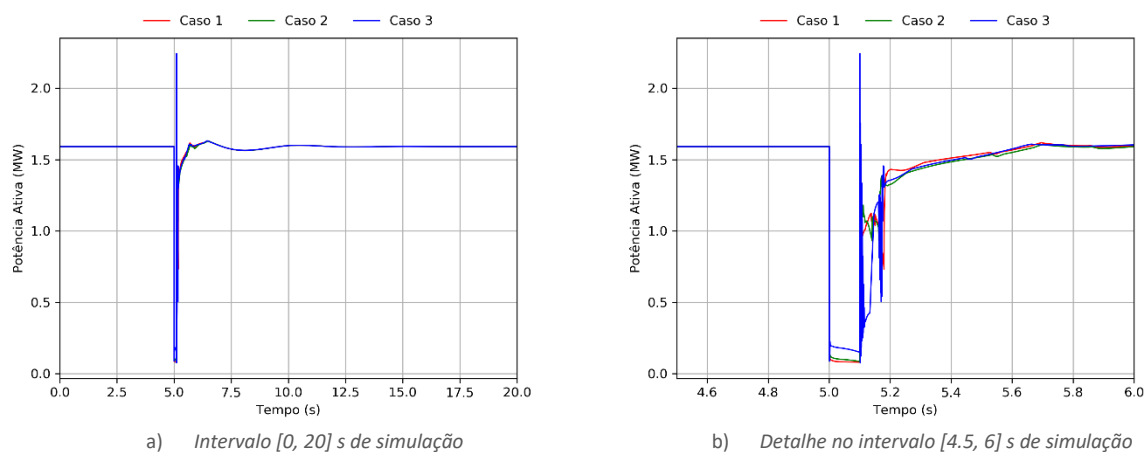 Caso 1 Caso 2 Caso 3
Potência Ativa (MW)
2.0
1.5
1.0
0.5
0.0
0.0 2.5 5.0 7.5 10.0 12.5 15.0 17.5 20.0
Tempo (s)
a) Intervalo [0, 20] s de simulação
Caso 1 Caso 2 Caso 3
Potência Ativa (MW)
2.0
1.5
1.0
0.5
0.0
4.6 4.8 5.0 5.2 5.4 5.6 5.8 6.0
Tempo (s)
b) Detalhe no intervalo [4.5, 6] s de simulação